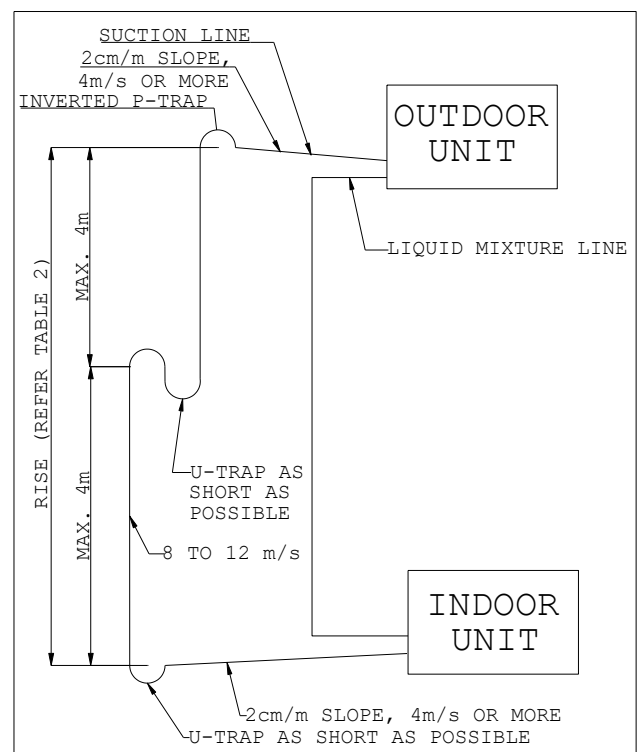 SUCTION LINE
2cm/m SLOPE,
4m/s OR MORE
INVERTED P-TRAP
OUTDOOR
UNIT
LIQUID MIXTURE LINE
MAX. 4m
RISE (REFER TABLE 2)
MAX. 4m
U-TRAP AS
SHORT AS
POSSIBLE
8 TO 12 m/s
INDOOR
UNIT
2cm/m SLOPE, 4m/s OR MORE
U-TRAP AS SHORT AS POSSIBLE